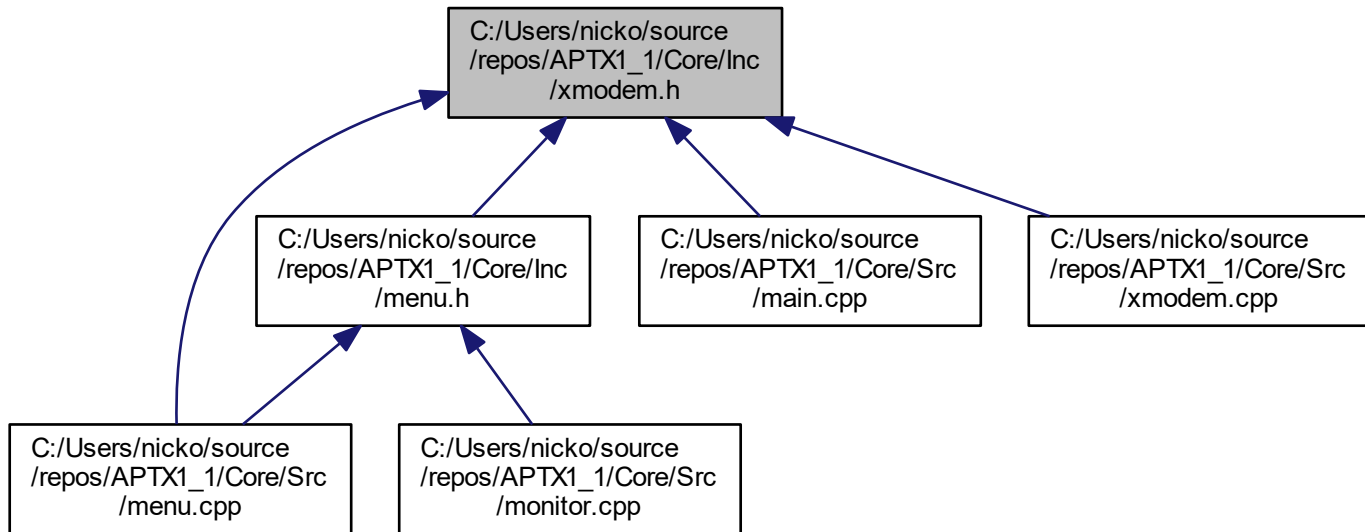 C:/Users/nicko/source
/repos/APTX1_1/Core/Inc
/xmodem.h
C:/Users/nicko/source
/repos/APTX1_1/Core/Inc
/menu.h
C:/Users/nicko/source
/repos/APTX1_1/Core/Src
/main.cpp
C:/Users/nicko/source
/repos/APTX1_1/Core/Src
/xmodem.cpp
C:/Users/nicko/source
/repos/APTX1_1/Core/Src
/menu.cpp
C:/Users/nicko/source
/repos/APTX1_1/Core/Src
/monitor.cpp